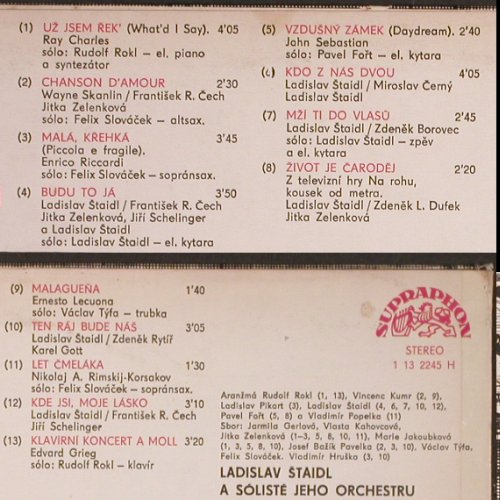 (1) UŽ JSEM ŘEK' (What'd I Say). 4'05
Ray Charles
sólo: Rudolf Rokl – el. piano
a syntezátor
(2) CHANSON D'AMOUR 2'30
Wayne Skanlin / František R. Čech
Jitka Zelenková
sólo: Felix Slováček – altsax.
(3) MALÁ, KŘEHKÁ 3'45
(Piccola e fragile).
Enrico Riccardi
sólo: Felix Slováček – sopránsax.
(4) BUDU TO JÁ 3'50
Ladislav Štaidl / František R. Čech
Jitka Zelenková, Jiří Schelinger
a Ladislav Štaidl
sólo: Ladislav Štaidl – el. kytara
(5) VZDUŠNÝ ZÁMEK (Daydream). 2'40
John Sebastian
sólo: Pavel Fořt – el. kytara
(6) KDO Z NÁS DVOU 4'05
Ladislav Štaidl / Miroslav Černý
Ladislav Štaidl
(7) MŽÍ TI DO VLASŮ 2'45
Ladislav Štaidl / Zdeněk Borovec
sólo: Ladislav Štaidl – zpěv
a el. kytara
(8) ŽIVOT JE ČARODĚJ 2'20
Z televizní hry Na rohu,
kousek od metra.
Ladislav Štaidl / Zdeněk L. Dufek
Jitka Zelenková
(9) MALAGUEÑA 1'40
Ernesto Lecuona
sólo: Václav Týfa – trubka
(10) TEN RÁJ BUDE NÁŠ 3'05
Ladislav Štaidl / Zdeněk Rytíř
Karel Gott
(11) LET ČMELÁKA 1'30
Nikolaj A. Rimskij-Korsakov
sólo: Felix Slováček – sopránsax.
(12) KDE JSI, MOJE LÁSKO 3'10
Ladislav Štaidl / František R. Čech
Jiří Schelinger
(13) KLAVÍRNÍ KONCERT A MOLL 3'20
Edvard Grieg
sólo: Rudolf Rokl – klavír
SUPRAPHON
STEREO
1 13 2245 H
Aranžmá Rudolf Rokl (1, 13), Vincenc Kumr (2, 9),
Ladislav Pikart (3), Ladislav Štaidl (4, 6, 7, 10, 12),
Pavel Fořt (5, 8) a Vladimír Popelka (11)
Sbor: Jarmila Gerlová, Vlasta Kahovcová,
Jitka Zelenková (1–3, 5, 8, 10, 11), Marie Jakoubková
(1, 3, 5, 8, 10), Josef Bažík Pavelka (2, 3, 10), Václav Týfa,
Felix Slováček. Vladimír Hruška (3, 10)
LADISLAV ŠTAIDL
A SÓLISTÉ JEHO ORCHESTRU